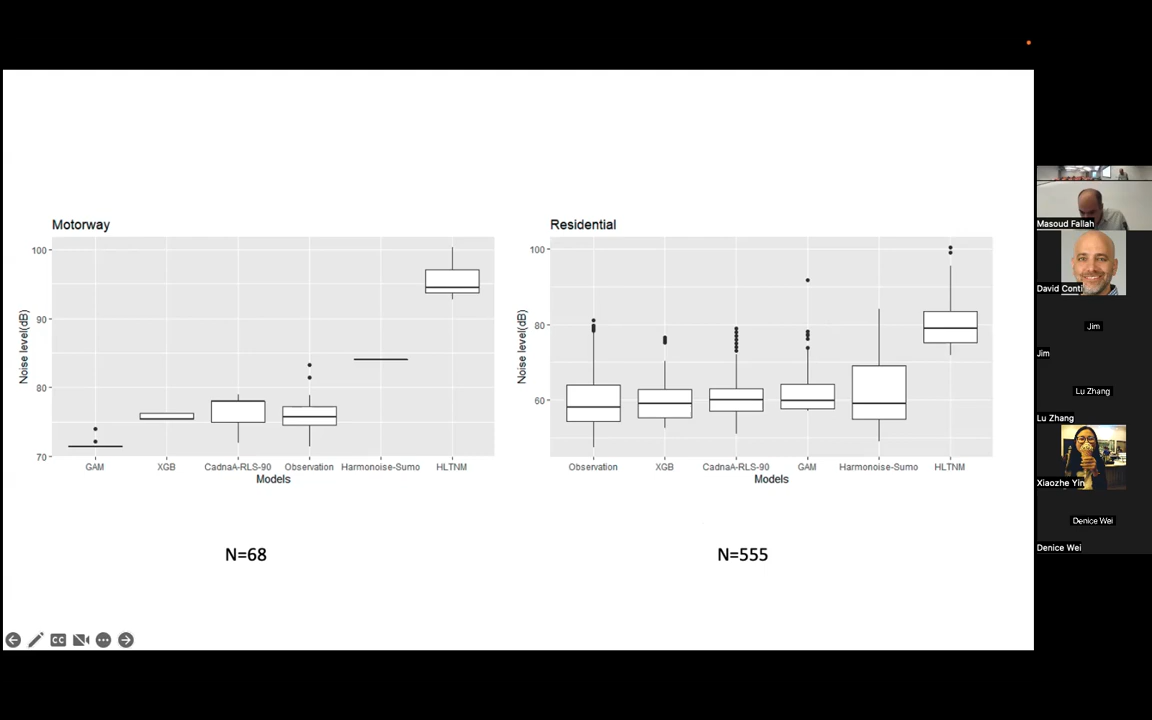 Motorway
100
90
80
70
Noise level(dB)
GAM XGB CadnaA-RLS-90 Observation Harmonoise-Sumo HLTNM
Models
N=68
Residential
100
80
60
Noise level(dB)
Observation XGB CadnaA-RLS-90 GAM Harmonoise-Sumo HLTNM
Models
N=555
CC
Masoud Fallah
David Conti
Jim
Jim
Lu Zhang
Lu Zhang
Xiaozhe Yin
Denice Wei
Denice Wei